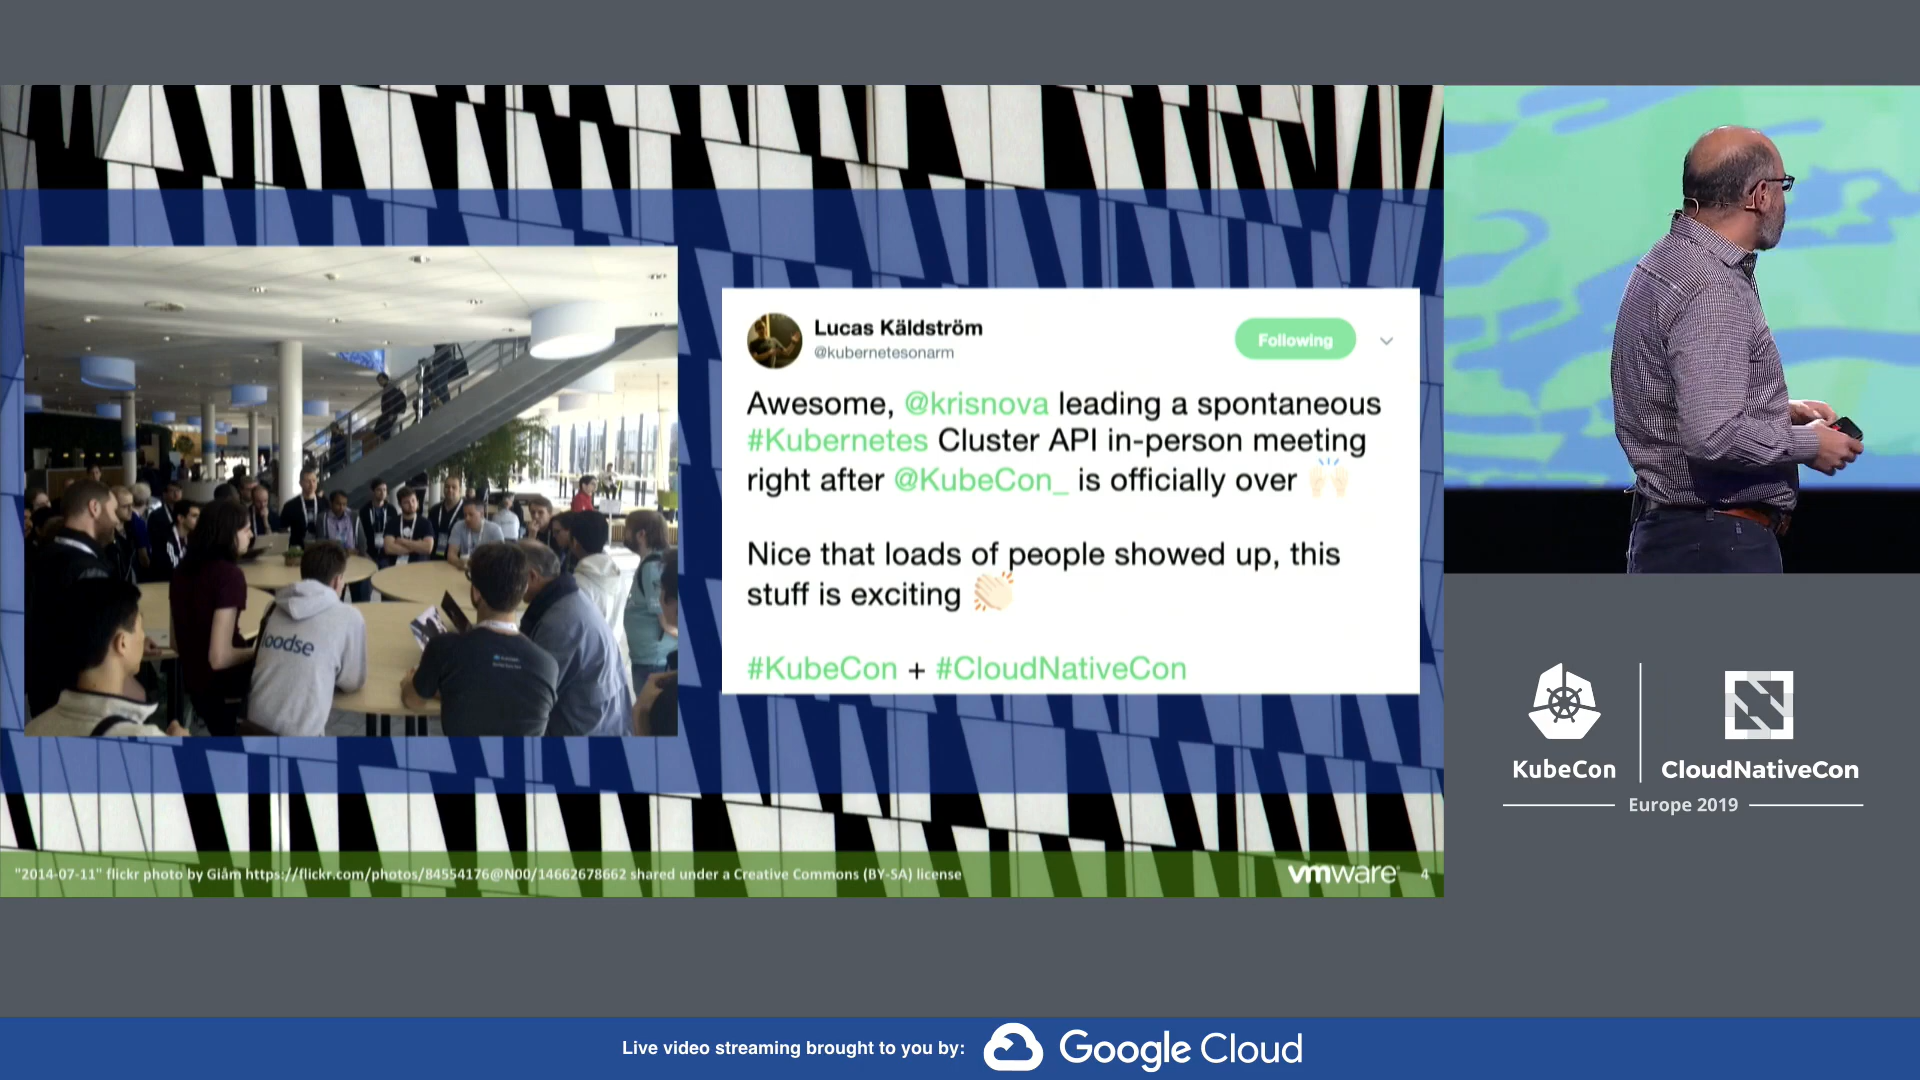 Lucas Käldström
@kubernetesonarm
Following
Awesome, @krisnova leading a spontaneous
#Kubernetes Cluster API in-person meeting
right after @KubeCon_ is officially over 🙌🏻
Nice that loads of people showed up, this
stuff is exciting 👏🏻
#KubeCon + #CloudNativeCon
loodse
"2014-07-11" flickr photo by Giåm https://flickr.com/photos/84554176@N00/14662678662 shared under a Creative Commons (BY-SA) license
vmware
4
KubeCon
CloudNativeCon
Europe 2019
Live video streaming brought to you by:
Google Cloud